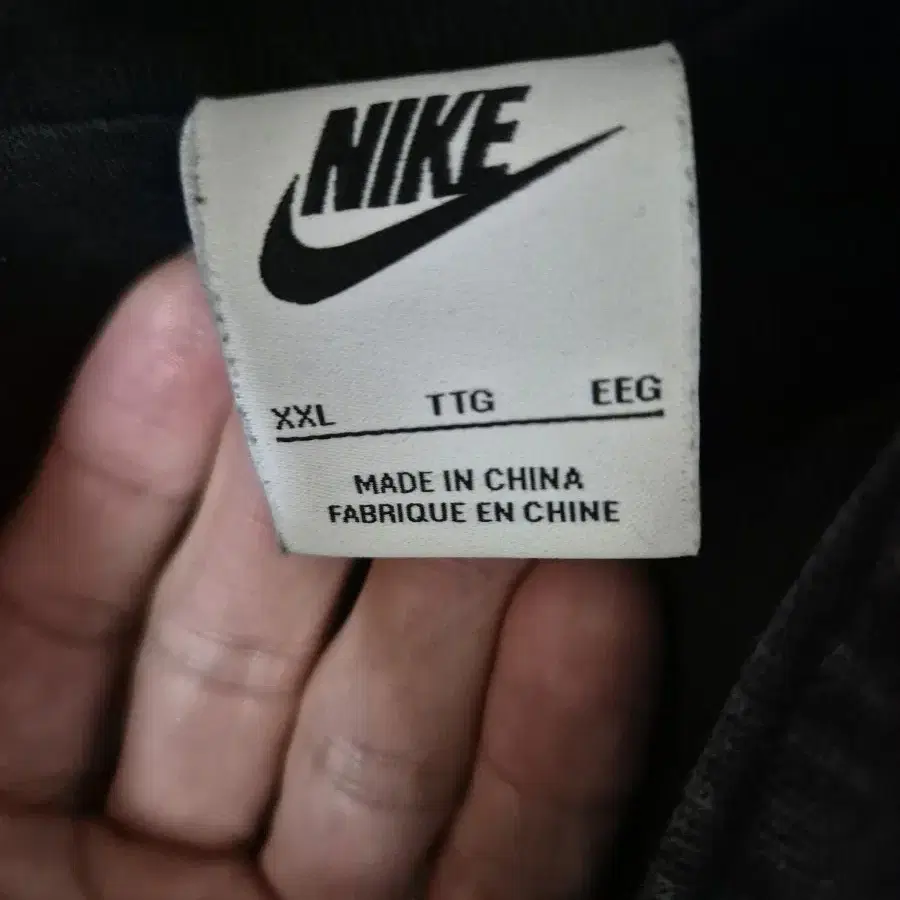 NIKE
XXL TTG EEG
MADE IN CHINA
FABRIQUE EN CHINE